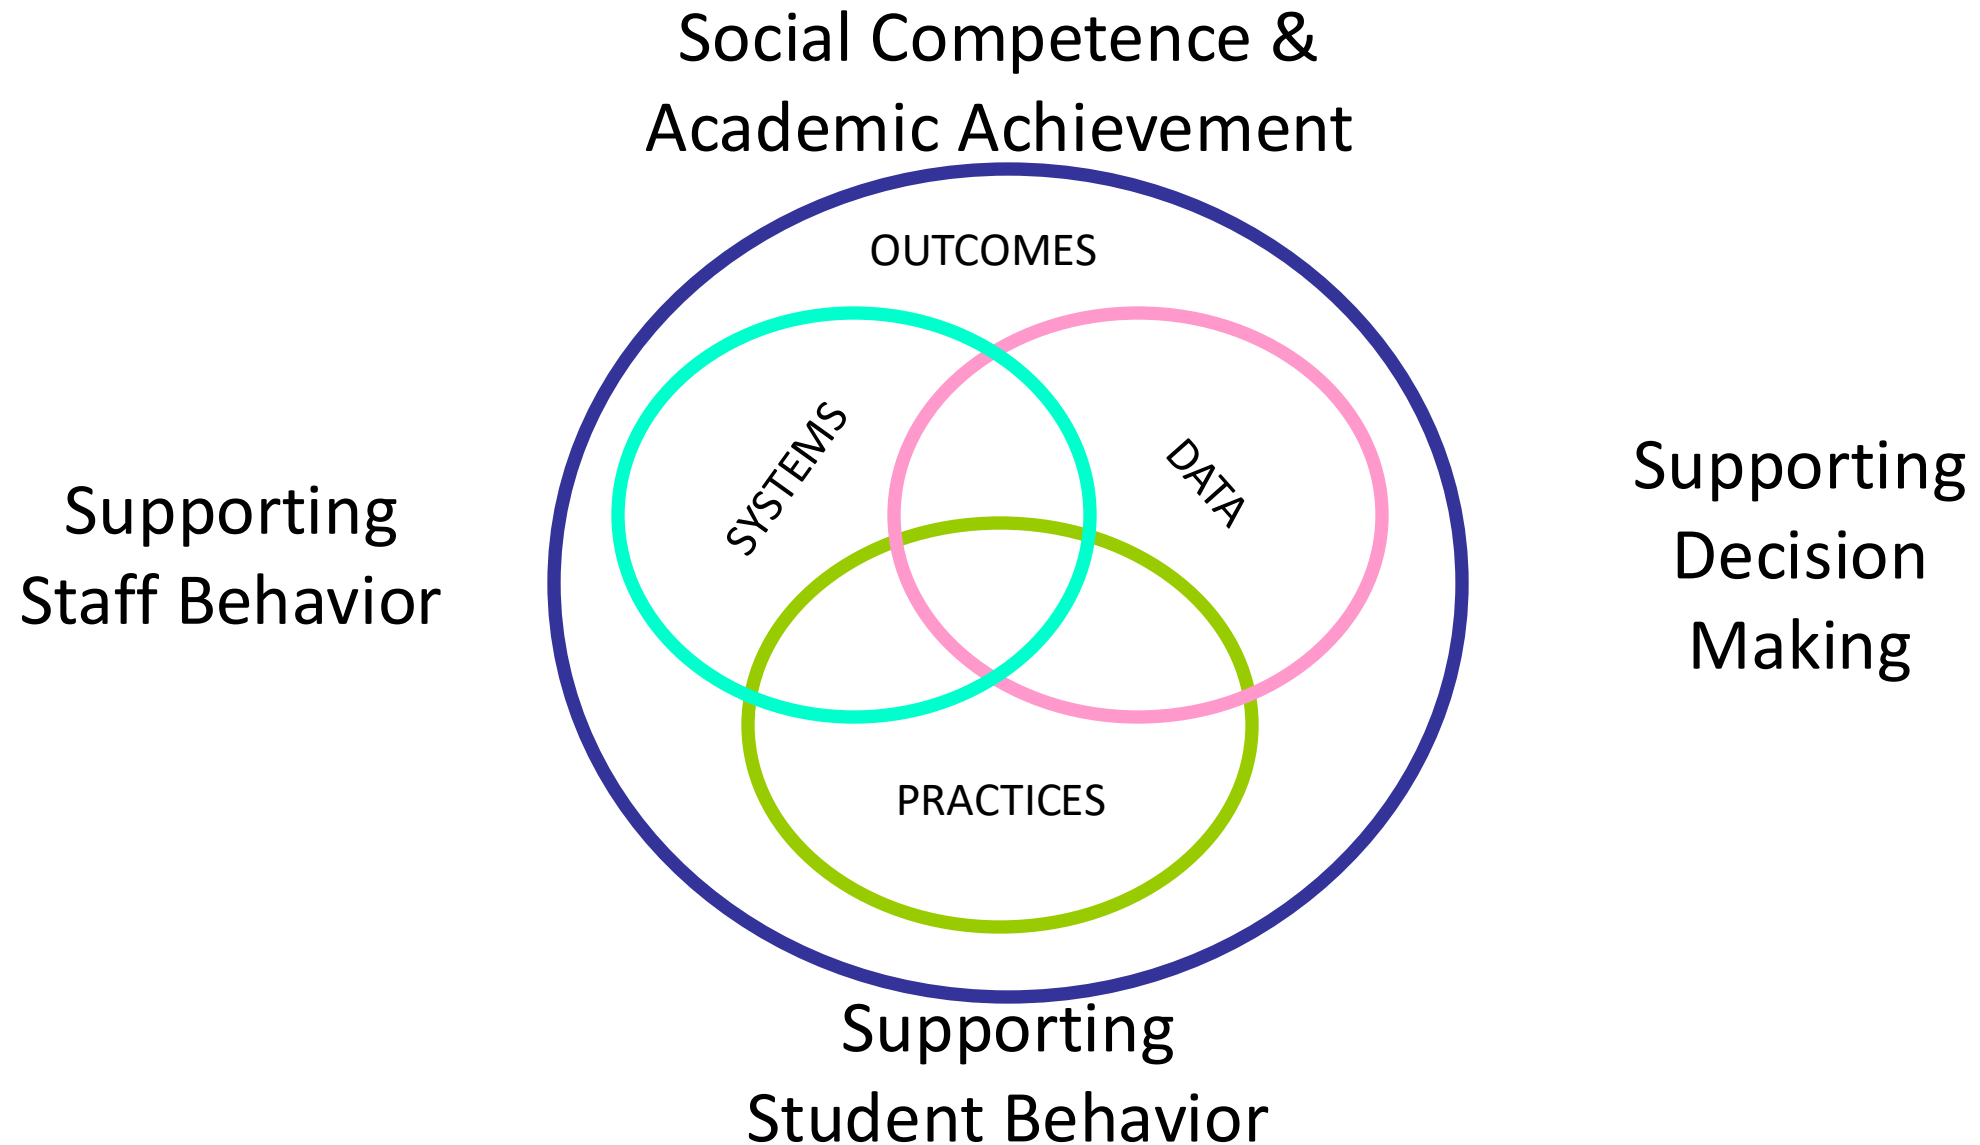 Social Competence &
Academic Achievement
OUTCOMES
SYSTEMS
DATA
Supporting
Staff Behavior
Supporting
Decision
Making
PRACTICES
Supporting
Student Behavior